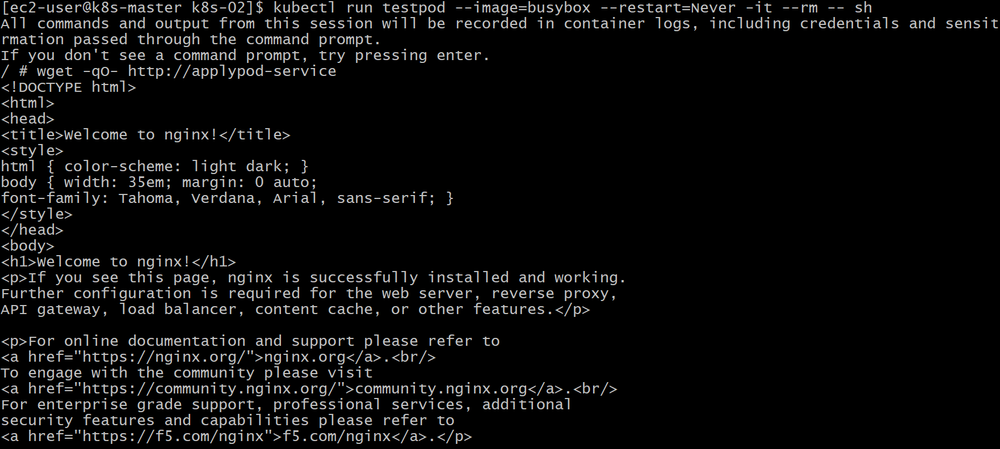 [ec2-user@k8s-master k8s-02]$ kubectl run testpod --image=busybox --restart=Never -it --rm -- sh
All commands and output from this session will be recorded in container logs, including credentials and sensit
rmation passed through the command prompt.
If you don't see a command prompt, try pressing enter.
/ # wget -qO- http://applypod-service
<!DOCTYPE html>
<html>
<head>
<title>Welcome to nginx!</title>
<style>
html { color-scheme: light dark; }
body { width: 35em; margin: 0 auto;
font-family: Tahoma, Verdana, Arial, sans-serif; }
</style>
</head>
<body>
<h1>Welcome to nginx!</h1>
<p>If you see this page, nginx is successfully installed and working.
Further configuration is required for the web server, reverse proxy,
API gateway, load balancer, content cache, or other features.</p>

<p>For online documentation and support please refer to
<a href="https://nginx.org/">nginx.org</a>.<br/>
To engage with the community please visit
<a href="https://community.nginx.org/">community.nginx.org</a>.<br/>
For enterprise grade support, professional services, additional
security features and capabilities please refer to
<a href="https://f5.com/nginx">f5.com/nginx</a>.</p>